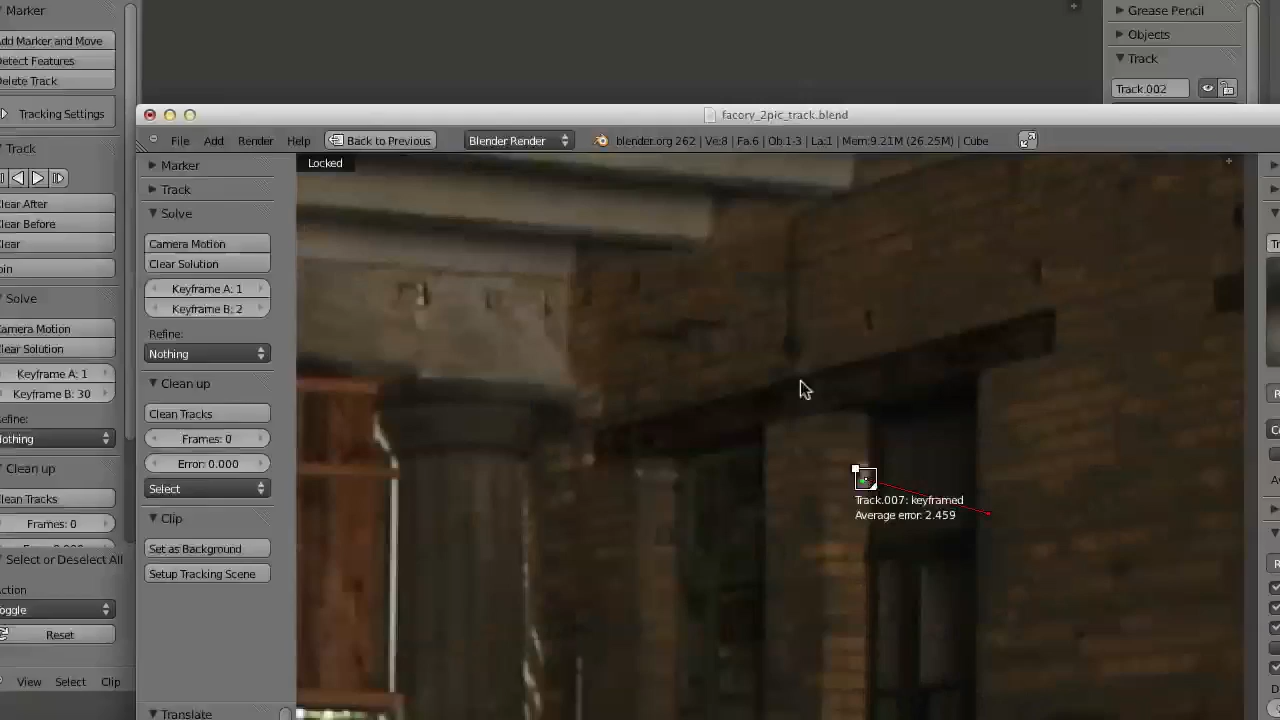 Marker
Add Marker and Move
Detect Features
Delete Track
Tracking Settings
Track
Clear After
Clear Before
Clear
oin
Solve
Camera Motion
Clear Solution
Keyframe A: 1
Keyframe B: 30
Refine:
Nothing
Clean up
Clean Tracks
Frames: 0
Select or Deselect All
Action
Toggle
Reset
View Select Clip
Grease Pencil
Objects
Track
Track.002
facory_2pic_track.blend
File Add Render Help Back to Previous Blender Render blender.org 262 | Ve:8 | Fa:6 | Ob:1-3 | La:1 | Mem:9.21M (26.25M) | Cube
Marker
Track
Solve
Camera Motion
Clear Solution
Keyframe A: 1
Keyframe B: 2
Refine:
Nothing
Clean up
Clean Tracks
Frames: 0
Error: 0.000
Select
Clip
Set as Background
Setup Tracking Scene
Translate
Locked
Track.007: keyframed
Average error: 2.459